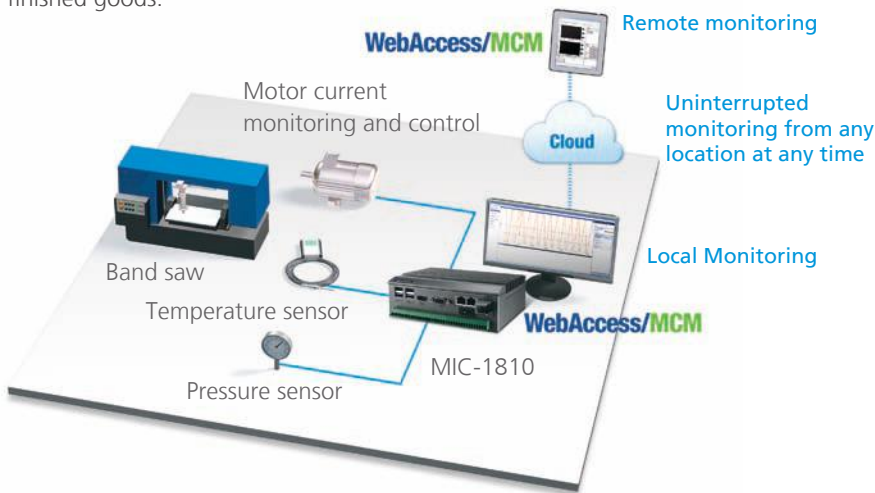 finished goods.
WebAccess/MCM
Remote monitoring
Motor current
monitoring and control
Uninterrupted
monitoring from any
location at any time
Cloud
Local Monitoring
Band saw
Temperature sensor
WebAccess/MCM
MIC-1810
Pressure sensor